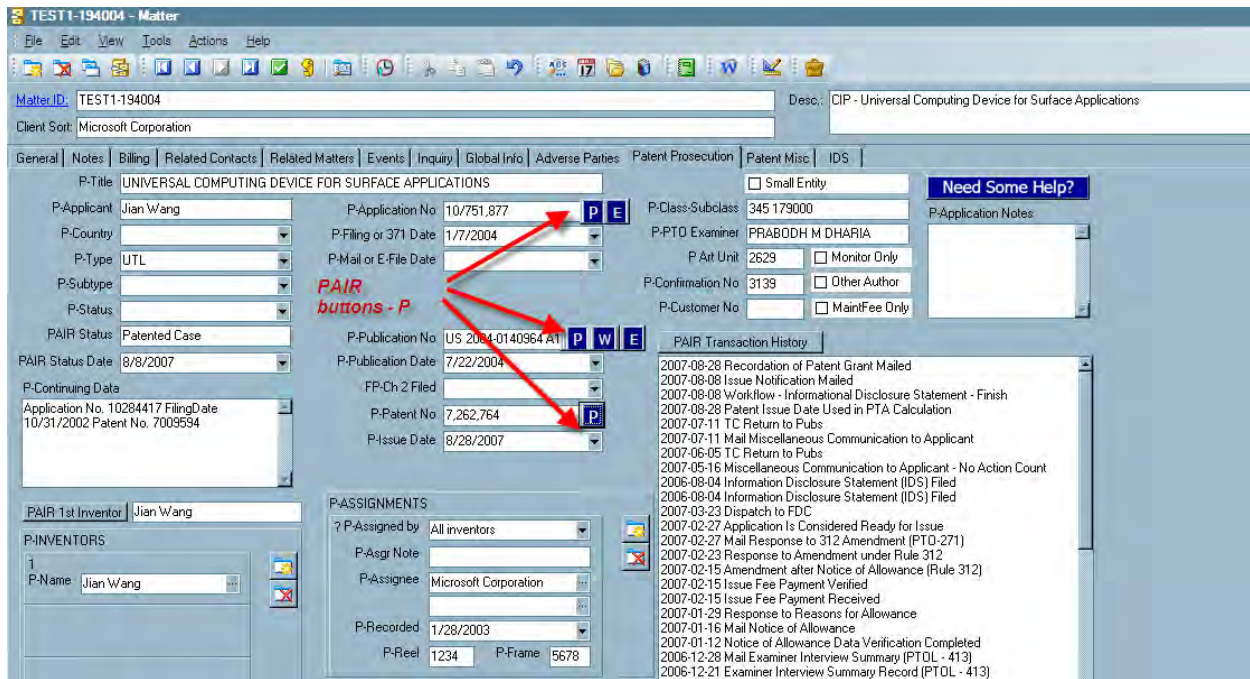 TEST1-194004 - Matter
File Edit View Tools Actions Help
Matter ID: TEST1-194004
Desc.: CIP - Universal Computing Device for Surface Applications
Client Sort: Microsoft Corporation
General Notes Billing Related Contacts Related Matters Events Inquiry Global Info Adverse Parties Patent Prosecution Patent Misc IDS
P-Title UNIVERSAL COMPUTING DEVICE FOR SURFACE APPLICATIONS
P-Applicant Jian Wang
P-Country
P-Type UTL
P-Subtype
P-Status
PAIR Status Patented Case
PAIR Status Date 8/8/2007
P-Continuing Data
Application No. 10284417 FilingDate
10/31/2002 Patent No. 7009594
PAIR 1st Inventor Jian Wang
P-INVENTORS
1
P-Name Jian Wang
P-Application No 10/751,877 P E
P-Filing or 371 Date 1/7/2004
P-Mail or E-File Date
PAIR
buttons - P
P-Publication No US 2004-0140964 A1 P W E
P-Publication Date 7/22/2004
FP-Ch 2 Filed
P-Patent No 7,262,764 P
P-Issue Date 8/28/2007
P-ASSIGNMENTS
? P-Assigned by All inventors
P-Asgr Note
P-Assignee Microsoft Corporation
P-Recorded 1/28/2003
P-Reel 1234 P-Frame 5678
Small Entity
P-Class-Subclass 345 179000
P-PTO Examiner PRABODH M DHARIA
P Art Unit 2629 Monitor Only
P-Confirmation No 3139 Other Author
P-Customer No MaintFee Only
Need Some Help?
P-Application Notes
PAIR Transaction History
2007-08-28 Recordation of Patent Grant Mailed
2007-08-08 Issue Notification Mailed
2007-08-08 Workflow - Informational Disclosure Statement - Finish
2007-08-28 Patent Issue Date Used in PTA Calculation
2007-07-11 TC Return to Pubs
2007-07-11 Mail Miscellaneous Communication to Applicant
2007-06-05 TC Return to Pubs
2007-05-16 Miscellaneous Communication to Applicant - No Action Count
2006-08-04 Information Disclosure Statement (IDS) Filed
2006-08-04 Information Disclosure Statement (IDS) Filed
2007-03-23 Dispatch to FDC
2007-02-27 Application Is Considered Ready for Issue
2007-02-27 Mail Response to 312 Amendment (PTO-271)
2007-02-23 Response to Amendment under Rule 312
2007-02-15 Amendment after Notice of Allowance (Rule 312)
2007-02-15 Issue Fee Payment Verified
2007-02-15 Issue Fee Payment Received
2007-01-29 Response to Reasons for Allowance
2007-01-16 Mail Notice of Allowance
2007-01-12 Notice of Allowance Data Verification Completed
2006-12-28 Mail Examiner Interview Summary (PTOL - 413)
2006-12-21 Examiner Interview Summary Record (PTOL - 413)